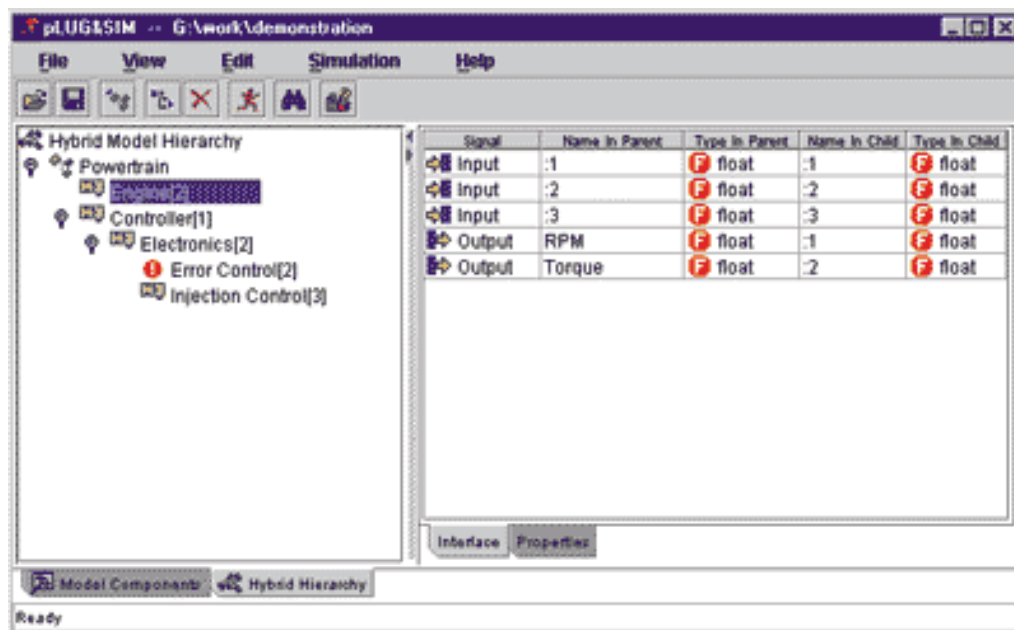 pLUG&SIM -- G:\work\demonstration
File View Edit Simulation Help
Hybrid Model Hierarchy
Powertrain
Controller[1]
Electronics[2]
Error Control[2]
Injection Control[3]
Signal Name In Parent Type In Parent Name In Child Type In Child
Input :1 F float :1 F float
Input :2 F float :2 F float
Input :3 F float :3 F float
Output RPM F float :1 F float
Output Torque F float :2 F float
Interface Properties
Model Components Hybrid Hierarchy
Ready